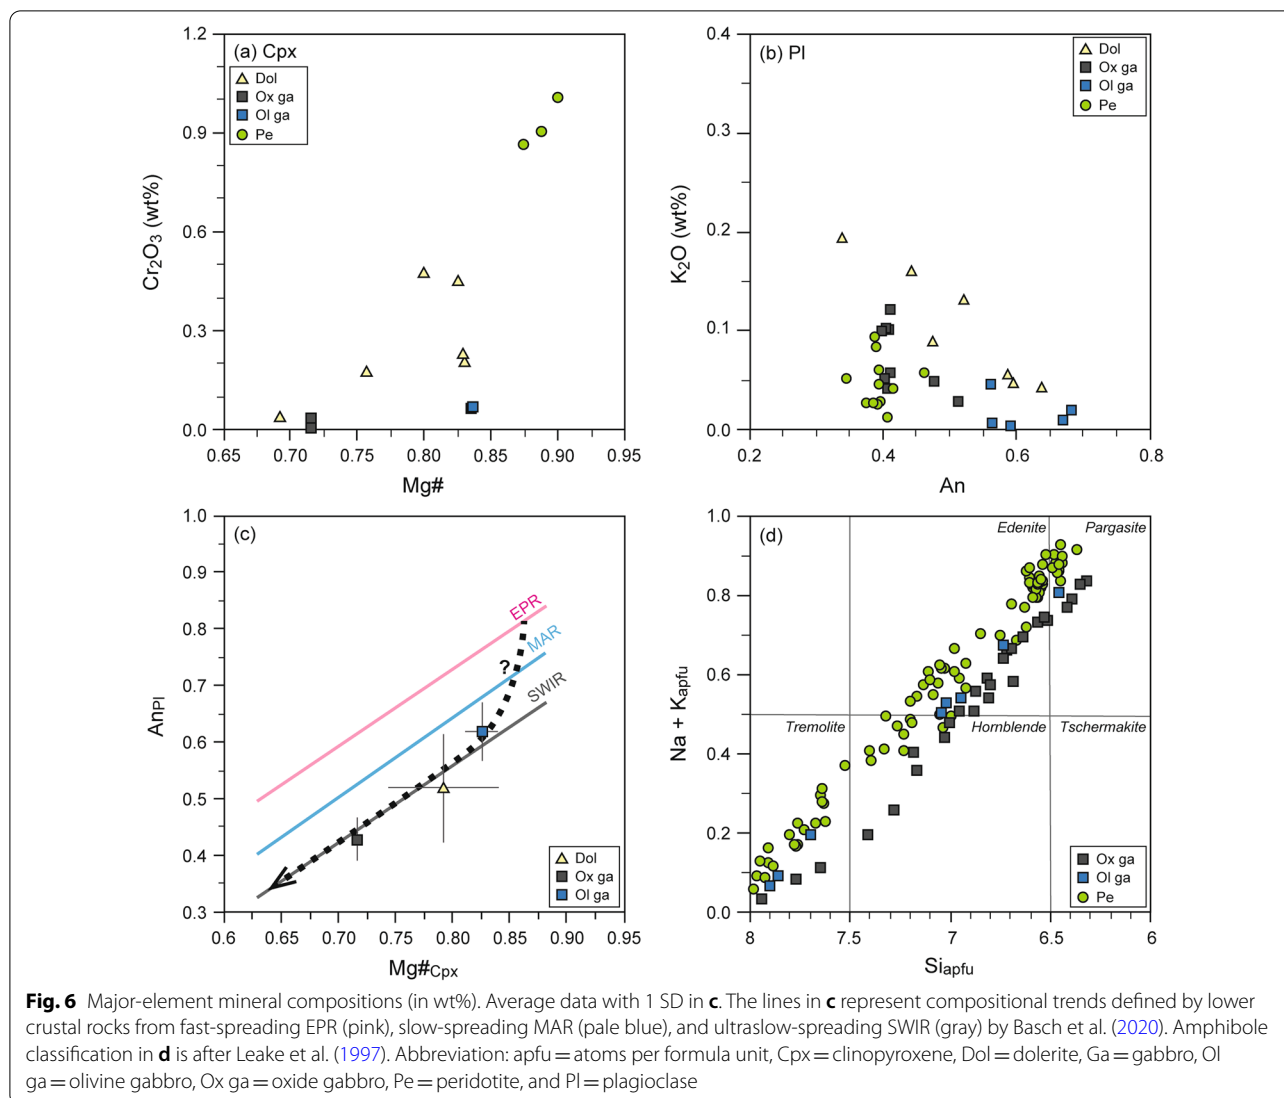 (a) Cpx
Dol
Ox ga
Ol ga
Pe
1.2
0.9
0.6
0.3
0.0
Cr2O3 (wt%)
0.65 0.70 0.75 0.80 0.85 0.90 0.95
Mg#
(b) Pl
Dol
Ox ga
Ol ga
Pe
0.4
0.3
0.2
0.1
0.0
K2O (wt%)
0.2 0.4 0.6 0.8
An
(c)
1.0
0.9
0.8
0.7
0.6
0.5
0.4
0.3
AnPl
EPR
MAR
SWIR
?
Dol
Ox ga
Ol ga
0.6 0.65 0.70 0.75 0.80 0.85 0.90 0.95
Mg#Cpx
(d)
1.0
0.8
0.6
0.4
0.2
0.0
Na + Kapfu
Edenite
Pargasite
Tremolite
Hornblende
Tschermakite
Ox ga
Ol ga
Pe
8 7.5 7 6.5 6
Siapfu
Fig. 6 Major-element mineral compositions (in wt%). Average data with 1 SD in c. The lines in c represent compositional trends defined by lower
crustal rocks from fast-spreading EPR (pink), slow-spreading MAR (pale blue), and ultraslow-spreading SWIR (gray) by Basch et al. (2020). Amphibole
classification in d is after Leake et al. (1997). Abbreviation: apfu = atoms per formula unit, Cpx = clinopyroxene, Dol = dolerite, Ga = gabbro, Ol
ga = olivine gabbro, Ox ga = oxide gabbro, Pe = peridotite, and Pl = plagioclase